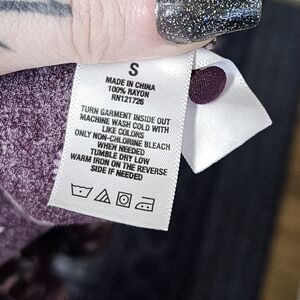 S
MADE IN CHINA
100% RAYON
RN121726
TURN GARMENT INSIDE OUT
MACHINE WASH COLD WITH
LIKE COLORS
ONLY NON-CHLORINE BLEACH
WHEN NEEDED
TUMBLE DRY LOW
WARM IRON ON THE REVERSE
SIDE IF NEEDED